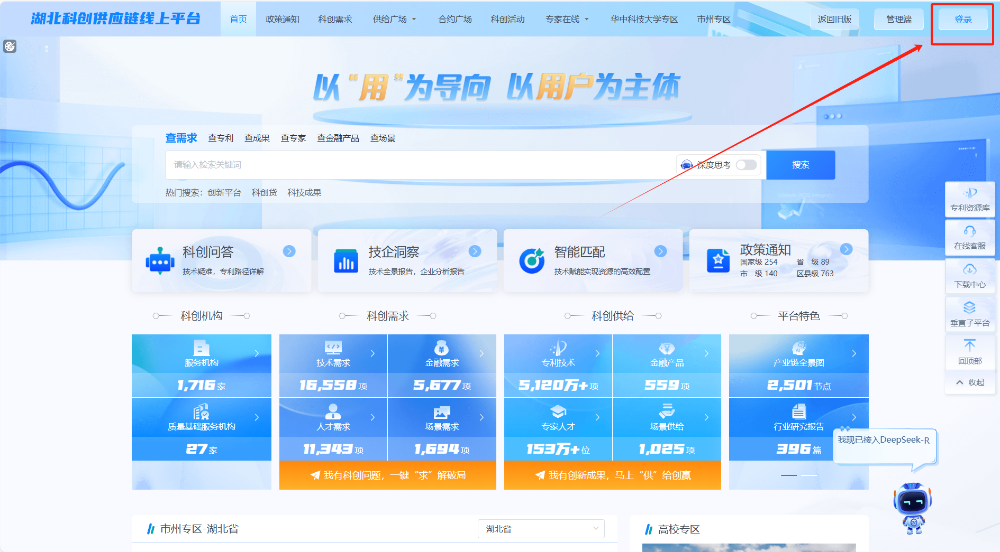 湖北科创供应链线上平台
首页 政策通知 科创需求 供给广场 合约广场 科创活动 专家在线 华中科技大学专区 市州专区 返回旧版 管理端 登录
以“用”为导向 以用户为主体
查需求 查专利 查成果 查专家 查金融产品 查场景
请输入检索关键词 深度思考 搜索
热门搜索： 创新平台 科创贷 科技成果
专利资源库
在线客服
下载中心
垂直子平台
回顶部
收起
科创问答
技术疑难，专利路径详解
技企洞察
技术全景报告，企业分析报告
智能匹配
技术赋能实现资源的高效配置
政策通知
国家级 254 省 级 89
市 级 140 区县级 763
科创机构 科创需求 科创供给 平台特色
服务机构
1,716 家
质量基础服务机构
27 家
技术需求
16,558 项
金融需求
5,677 项
人才需求
11,343 项
场景需求
1,694 项
我有科创问题，一键“求”解破局
专利技术
5,120万+ 项
金融产品
559 项
专家人才
153万+ 位
场景供给
1,025 项
我有创新成果，马上“供”给创赢
AI
产业链全景图
2,501 节点
行业研究报告
396 篇
我现已接入DeepSeek-R
市州专区-湖北省 湖北省
高校专区